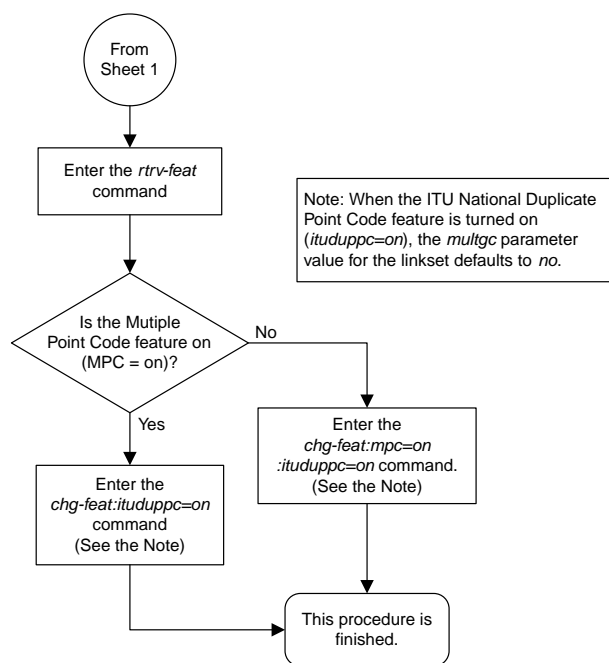 From
Sheet 1
Enter the rtrv-feat
command
Note: When the ITU National Duplicate
Point Code feature is turned on
(ituduppc=on), the multgc parameter
value for the linkset defaults to no.
Is the Mutiple
Point Code feature on
(MPC = on)?
No
Yes
Enter the
chg-feat:mpc=on
:ituduppc=on command.
(See the Note)
Enter the
chg-feat:ituduppc=on
command
(See the Note)
This procedure is
finished.